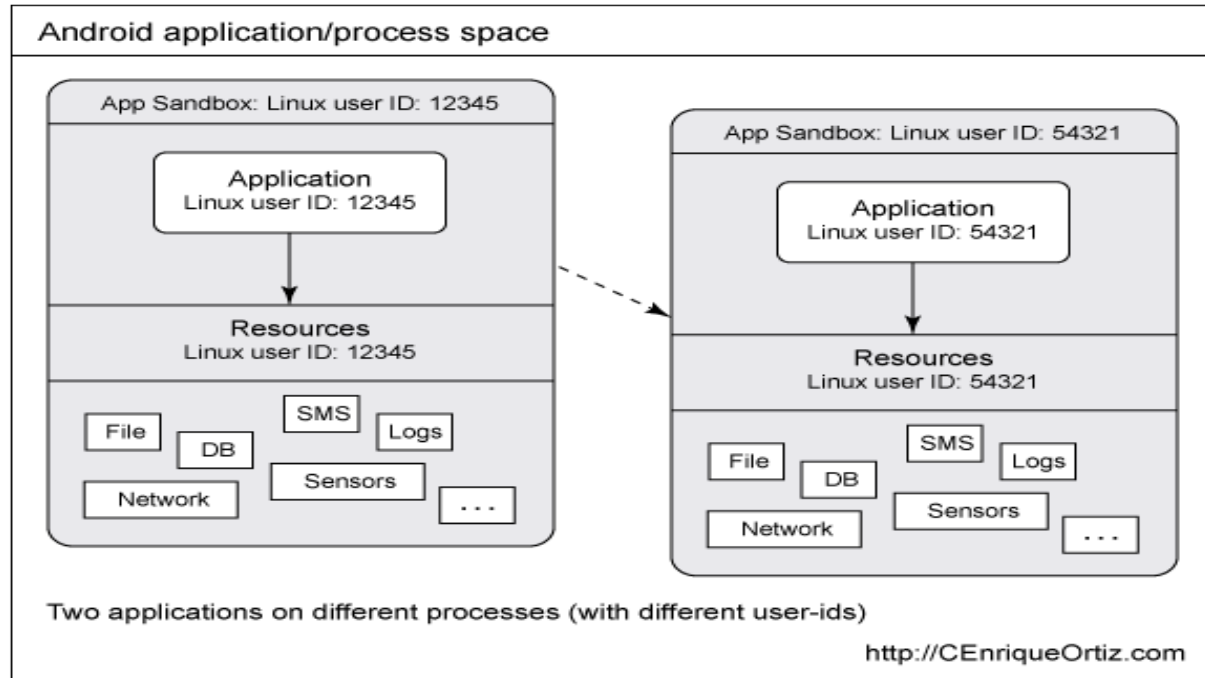 Android application/process space
App Sandbox: Linux user ID: 12345
Application
Linux user ID: 12345
Resources
Linux user ID: 12345
File
DB
SMS
Logs
Network
Sensors
...
App Sandbox: Linux user ID: 54321
Application
Linux user ID: 54321
Resources
Linux user ID: 54321
File
DB
SMS
Logs
Network
Sensors
...
Two applications on different processes (with different user-ids)
http://CEnriqueOrtiz.com